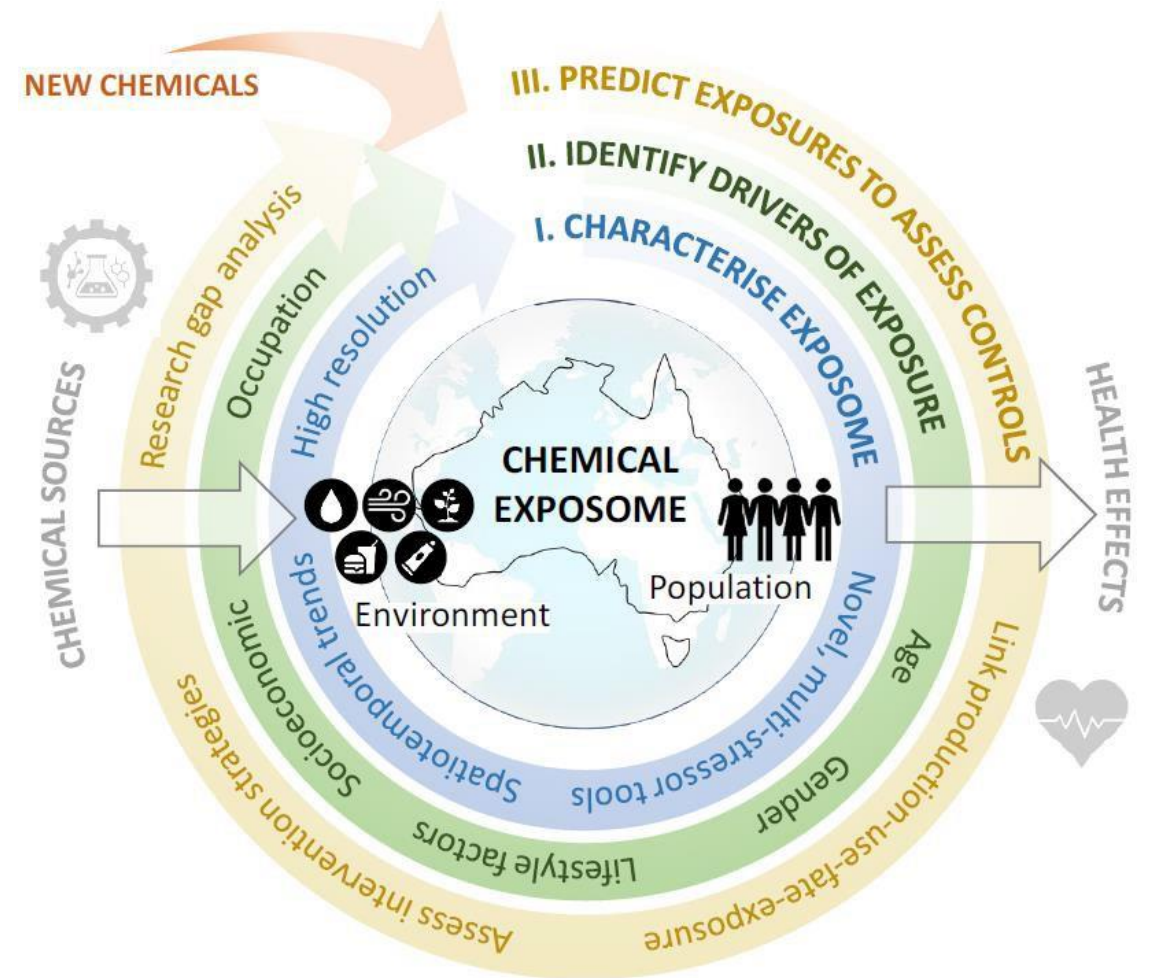 NEW CHEMICALS
III. PREDICT EXPOSURES TO ASSESS CONTROLS
II. IDENTIFY DRIVERS OF EXPOSURE
I. CHARACTERISE EXPOSOME
Research gap analysis
Occupation
High resolution
CHEMICAL SOURCES
HEALTH EFFECTS
CHEMICAL
EXPOSOME
Environment
Population
Spatiotemporal trends
Novel, multi-stressor tools
Socioeconomic
Lifestyle factors
Gender
Age
Assess intervention strategies
Link production-use-fate-exposure